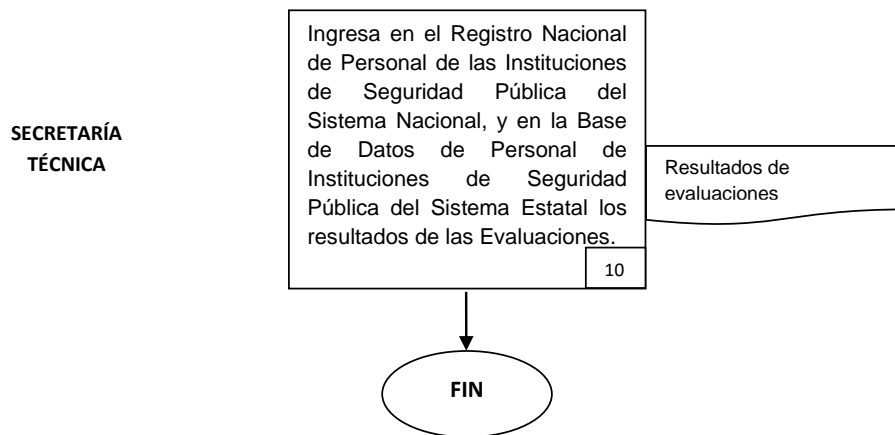 SECRETARÍA
TÉCNICA
Ingresa en el Registro Nacional
de Personal de las Instituciones
de Seguridad Pública del
Sistema Nacional, y en la Base
de Datos de Personal de
Instituciones de Seguridad
Pública del Sistema Estatal los
resultados de las Evaluaciones.
10
Resultados de
evaluaciones
FIN